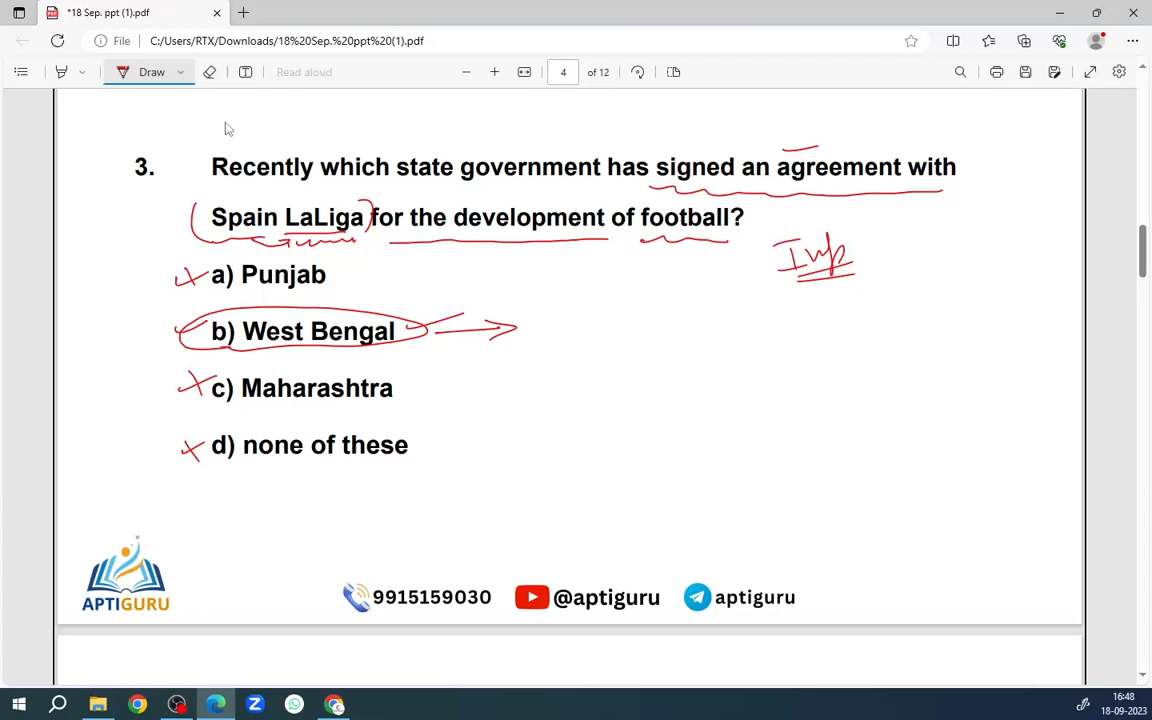 *18 Sep. ppt (1).pdf
File C:/Users/RTX/Downloads/18%20Sep.%20ppt%20(1).pdf
Draw
Read aloud
4 of 12
3. Recently which state government has signed an agreement with
Spain LaLiga for the development of football?
Imp
a) Punjab
b) West Bengal
c) Maharashtra
d) none of these
APTIGURU
9915159030 @aptiguru aptiguru
16:48
18-09-2023